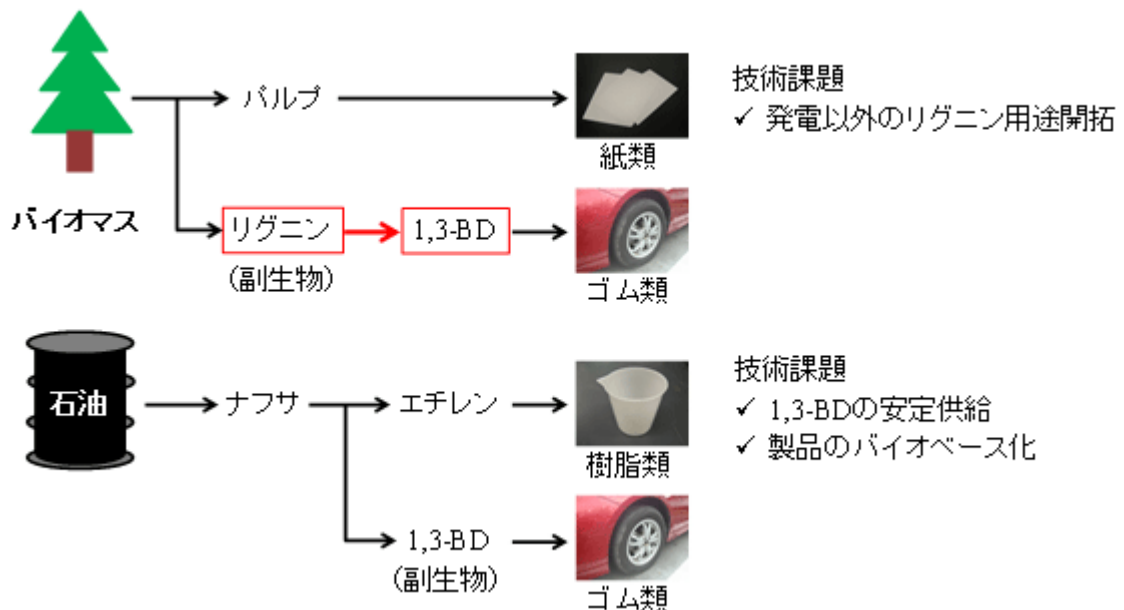 バイオマス
パルプ
紙類
技術課題
✓ 発電以外のリグニン用途開拓
リグニン
(副生物)
1,3-BD
ゴム類
石油
ナフサ
エチレン
樹脂類
技術課題
✓ 1,3-BDの安定供給
✓ 製品のバイオベース化
1,3-BD
(副生物)
ゴム類